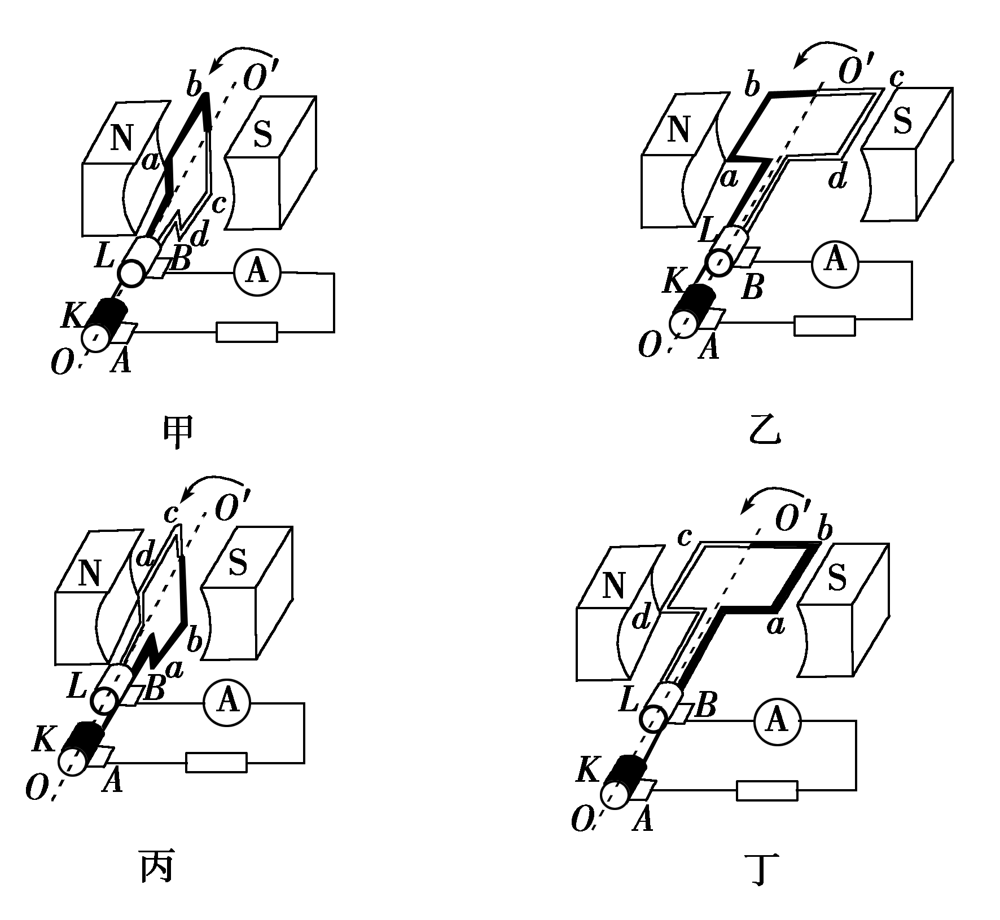 b O′
N S
a
c
L B d
A
K
O A
甲
b O′ c
N S
a d
L
A
K B
O A
乙
c O′
d
N S
b
L B a
A
K
O A
丙
c O′ b
N S
d a
L B
A
K
O A
丁